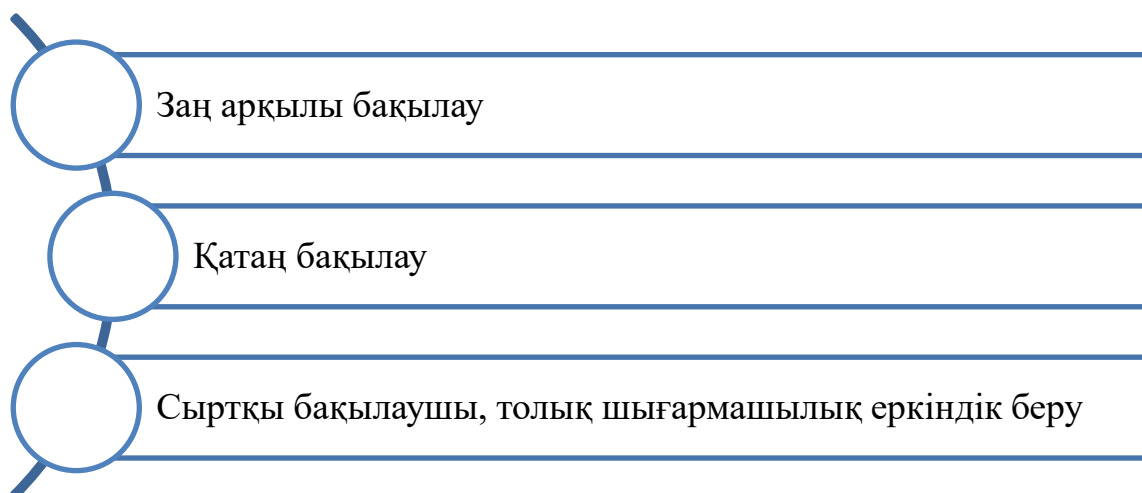 Заң арқылы бақылау
Қатаң бақылау
Сыртқы бақылаушы, толық шығармашылық еркіндік беру